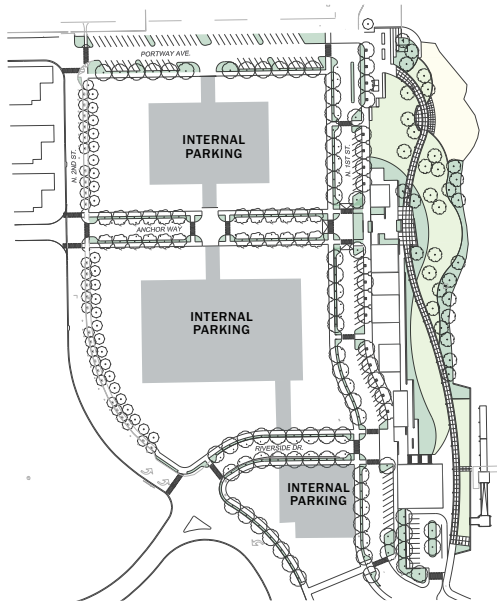 PORTWAY AVE.
INTERNAL
PARKING
N. 2ND ST.
N. 1ST ST.
ANCHOR WAY
INTERNAL
PARKING
RIVERSIDE DR.
INTERNAL
PARKING